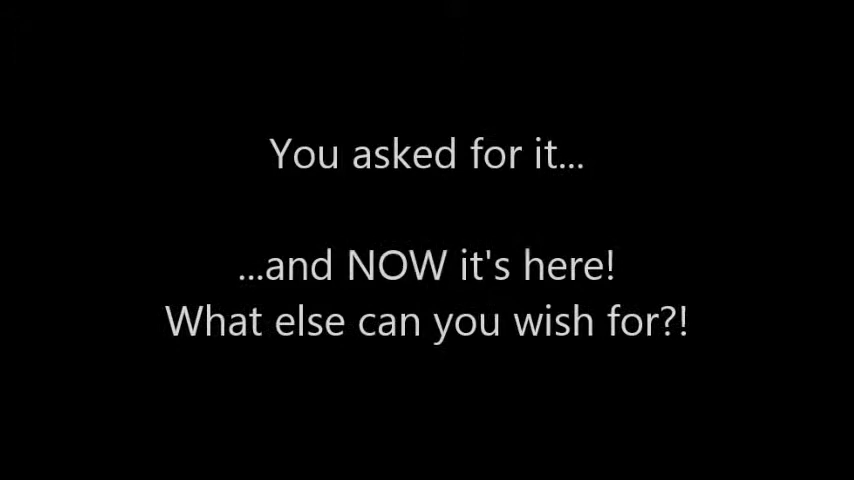 You asked for it...
...and NOW it's here!
What else can you wish for?!